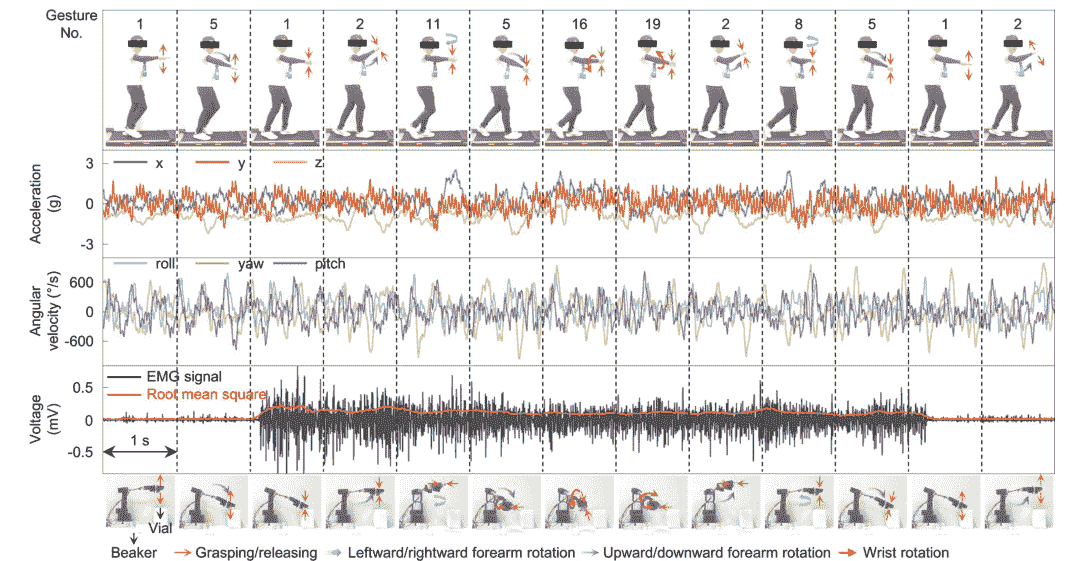 Gesture No.
1 5 1 2 11 5 16 19 2 8 5 1 2
Acceleration (g)
3
0
-3
x y z
Angular velocity (°/s)
600
0
-600
roll yaw pitch
Voltage (mV)
0.5
0
-0.5
EMG signal
Root mean square
1 s
Vial
Beaker
Grasping/releasing Leftward/rightward forearm rotation Upward/downward forearm rotation Wrist rotation